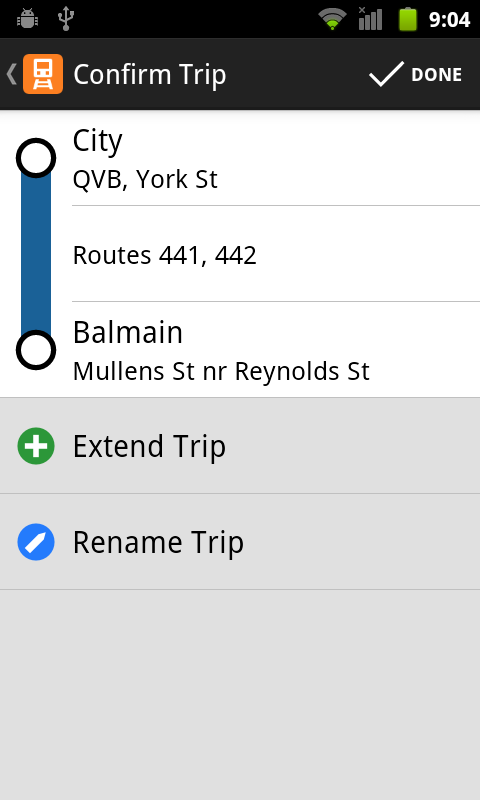 9:04
Confirm Trip
DONE
City
QVB, York St
Routes 441, 442
Balmain
Mullens St nr Reynolds St
Extend Trip
Rename Trip